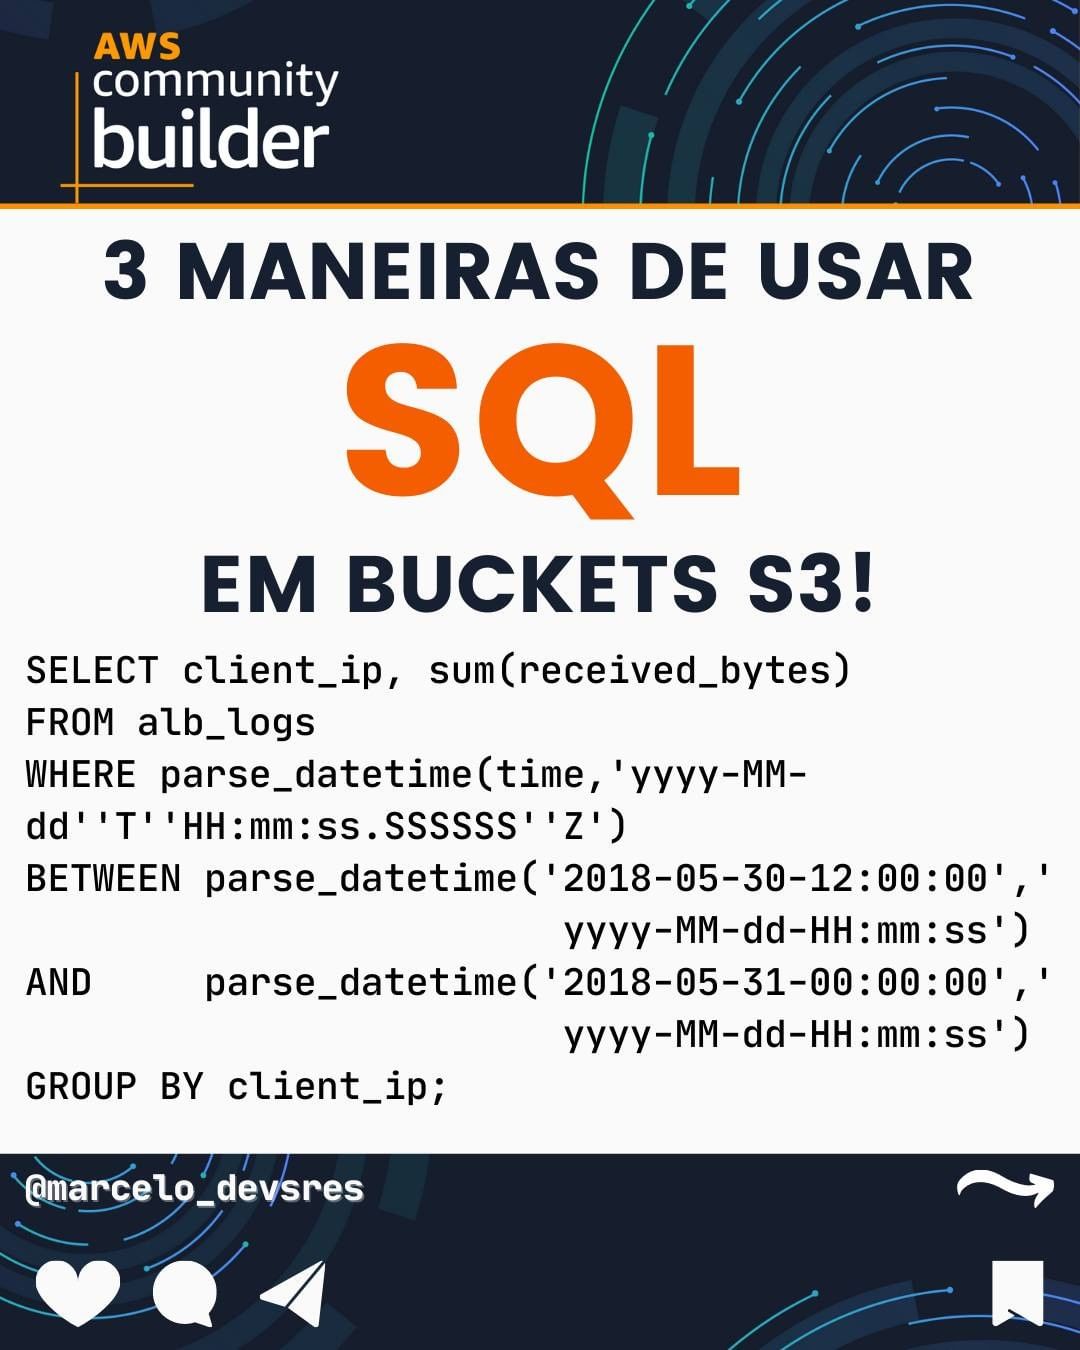 AWS
community
builder
3 MANEIRAS DE USAR
SQL
EM BUCKETS S3!
SELECT client_ip, sum(received_bytes)
FROM alb_logs
WHERE parse_datetime(time,'yyyy-MM-
dd''T''HH:mm:ss.SSSSSS''Z')
BETWEEN parse_datetime('2018-05-30-12:00:00','
yyyy-MM-dd-HH:mm:ss')
AND parse_datetime('2018-05-31-00:00:00','
yyyy-MM-dd-HH:mm:ss')
GROUP BY client_ip;
@marcelo_devsres